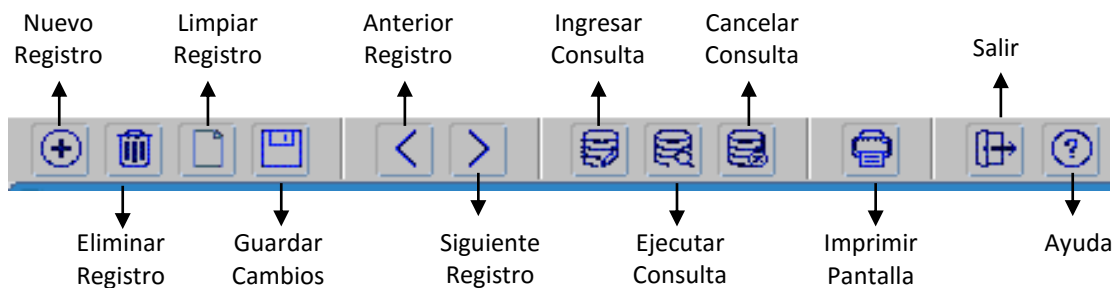 Nuevo
Registro
Limpiar
Registro
Anterior
Registro
Ingresar
Consulta
Cancelar
Consulta
Salir
Eliminar
Registro
Guardar
Cambios
Siguiente
Registro
Ejecutar
Consulta
Imprimir
Pantalla
Ayuda